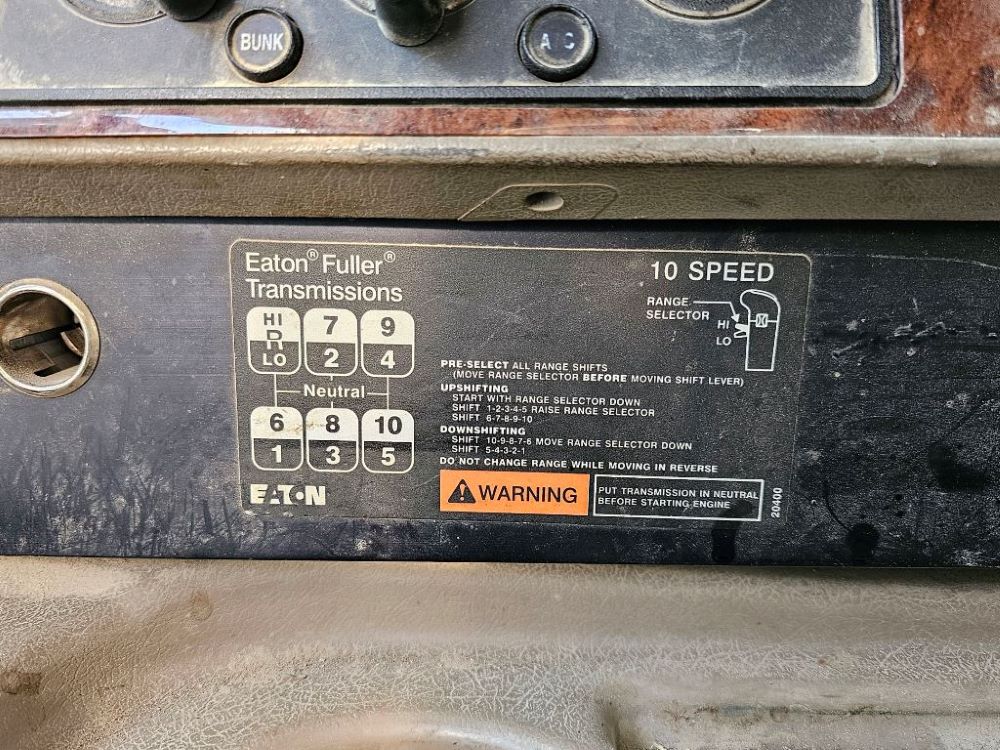 BUNK
A C
Eaton® Fuller®
Transmissions
10 SPEED
RANGE
SELECTOR
HI
LO
HI 7 9
R
LO 2 4
Neutral
6 8 10
1 3 5
PRE-SELECT ALL RANGE SHIFTS
(MOVE RANGE SELECTOR BEFORE MOVING SHIFT LEVER)
UPSHIFTING
START WITH RANGE SELECTOR DOWN
SHIFT 1-2-3-4-5 RAISE RANGE SELECTOR
SHIFT 6-7-8-9-10
DOWNSHIFTING
SHIFT 10-9-8-7-6 MOVE RANGE SELECTOR DOWN
SHIFT 5-4-3-2-1
DO NOT CHANGE RANGE WHILE MOVING IN REVERSE
WARNING
PUT TRANSMISSION IN NEUTRAL
BEFORE STARTING ENGINE
20400
EATON